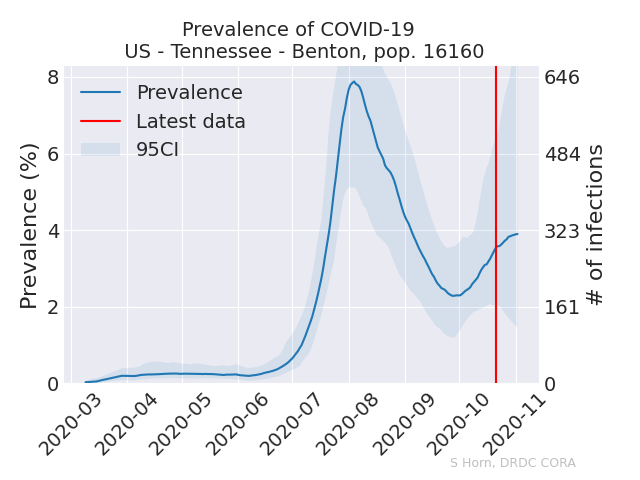 Prevalence of COVID-19
US - Tennessee - Benton, pop. 16160
Prevalence
Latest data
95CI
Prevalence (%)
8
6
4
2
0
646
484
323
161
0
# of infections
2020-03
2020-04
2020-05
2020-06
2020-07
2020-08
2020-09
2020-10
2020-11
S Horn, DRDC CORA